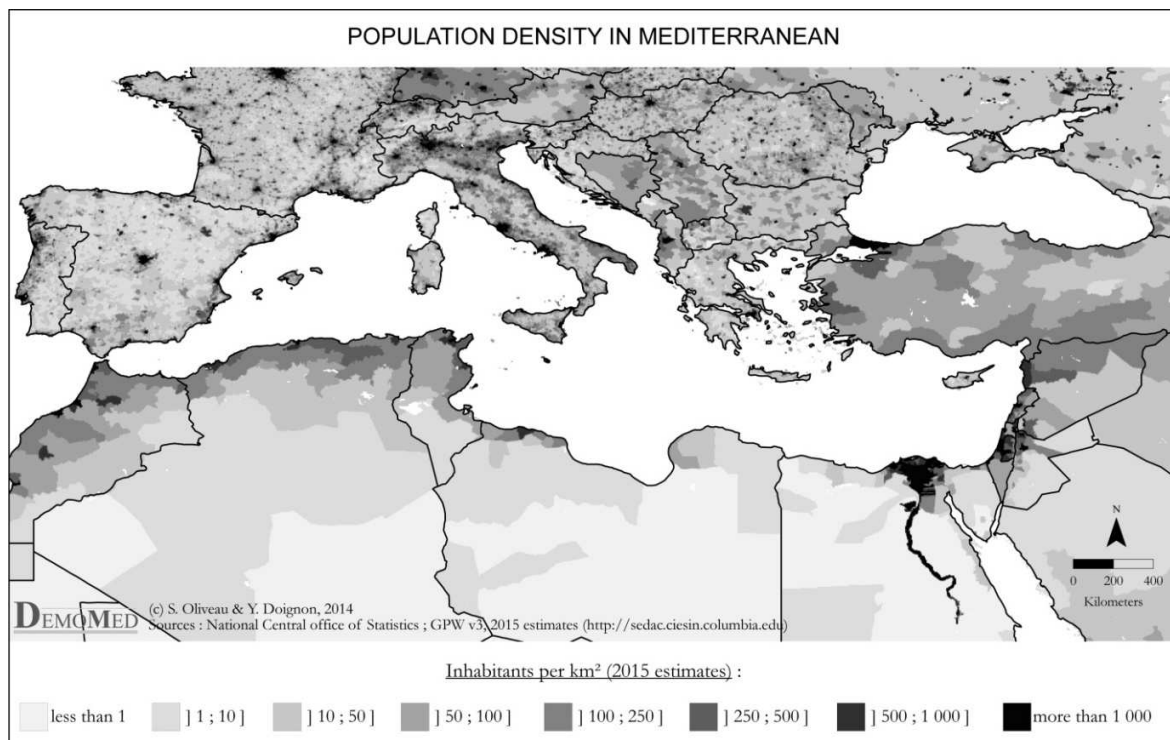 POPULATION DENSITY IN MEDITERRANEAN
N
0 200 400
Kilometers
DEMOMED
(c) S. Oliveau & Y. Doignon, 2014
Sources : National Central office of Statistics ; GPW v3, 2015 estimates (http://sedac.ciesin.columbia.edu)
Inhabitants per km² (2015 estimates) :
less than 1 ] 1 ; 10 ] ] 10 ; 50 ] ] 50 ; 100 ] ] 100 ; 250 ] ] 250 ; 500 ] ] 500 ; 1 000 ] more than 1 000